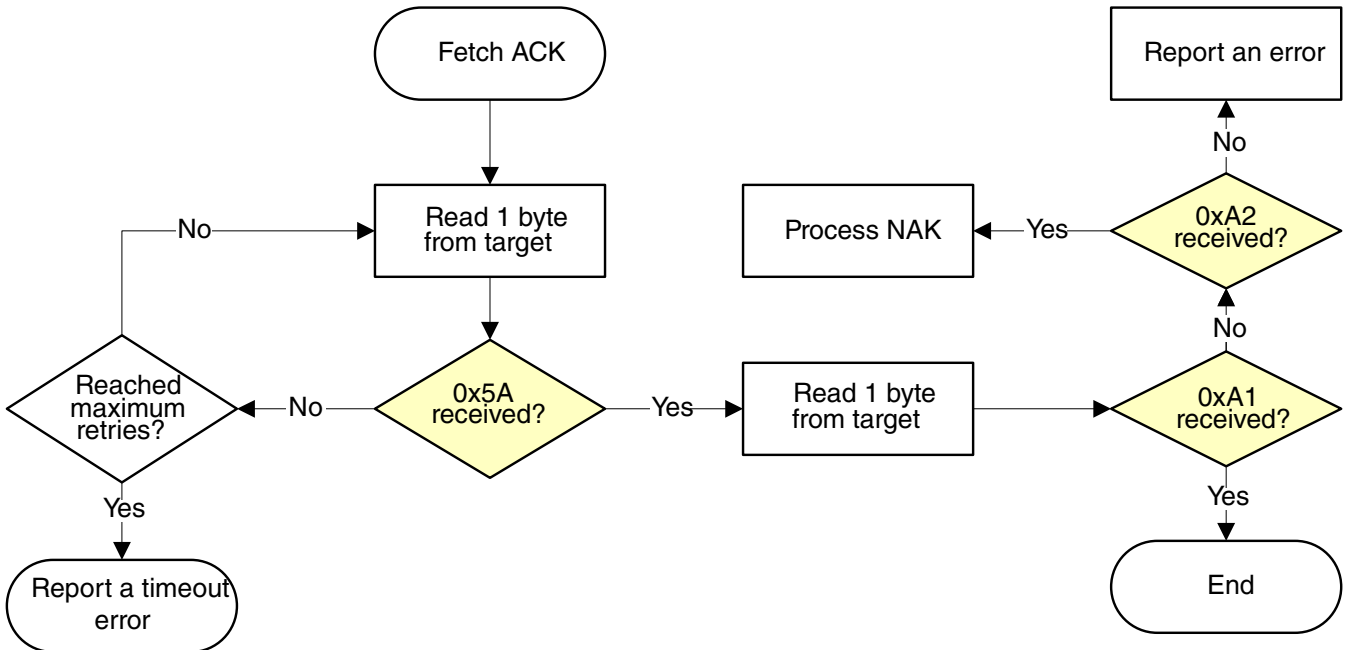 Fetch ACK
Report an error
No
No
Read 1 byte
from target
Process NAK
Yes
0xA2
received?
No
Reached
maximum
retries?
No
0x5A
received?
Yes
Read 1 byte
from target
0xA1
received?
Yes
Yes
Report a timeout
error
End